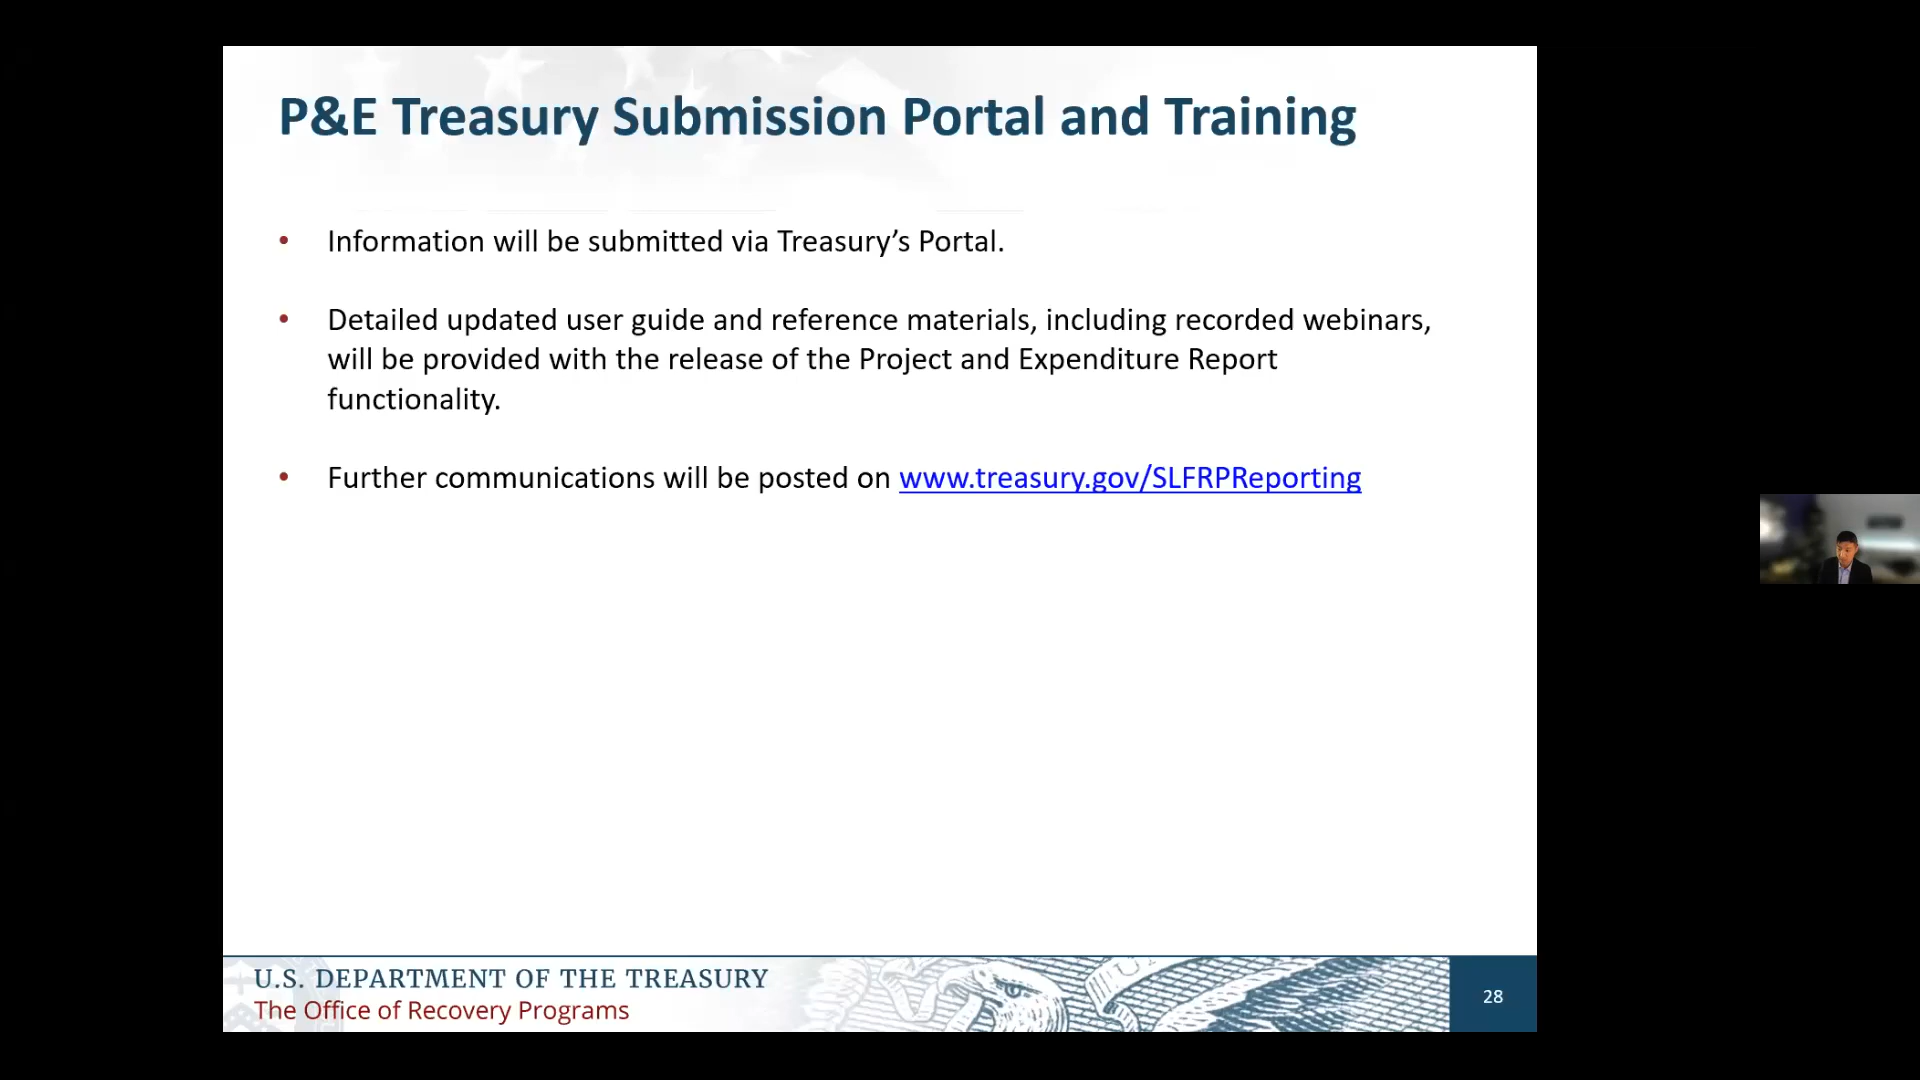 P&E Treasury Submission Portal and Training
• Information will be submitted via Treasury’s Portal.
• Detailed updated user guide and reference materials, including recorded webinars,
will be provided with the release of the Project and Expenditure Report
functionality.
• Further communications will be posted on www.treasury.gov/SLFRPReporting
U.S. DEPARTMENT OF THE TREASURY
The Office of Recovery Programs
28